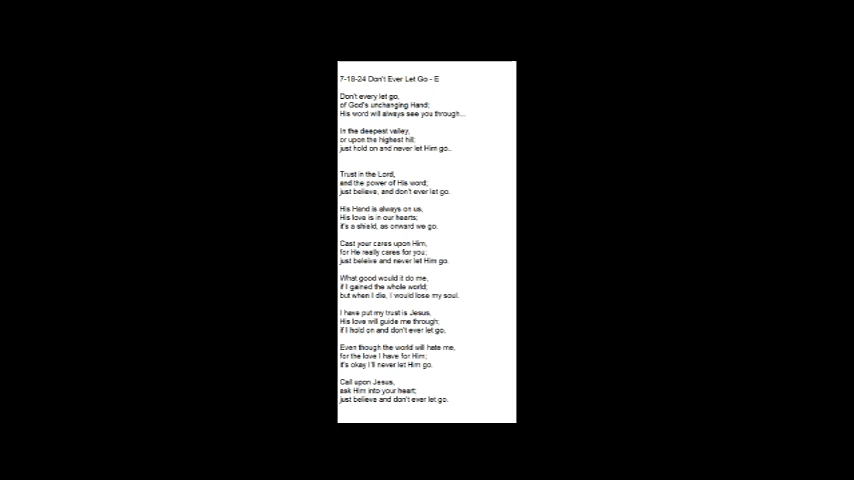 7-18-24 Don't Ever Let Go - E
Don't every let go,
of God's unchanging Hand;
His word will always see you through...
In the deepest valley,
or upon the highest hill;
just hold on and never let Him go..
Trust in the Lord,
and the power of His word;
just believe, and don't ever let go.
His Hand is always on us,
His love is in our hearts;
it's a shield, as onward we go.
Cast your cares upon Him,
for He really cares for you;
just beleive and never let Him go.
What good would it do me,
if I gained the whole world;
but when I die, I would lose my soul.
I have put my trust is Jesus,
His love will guide me through;
if I hold on and don't ever let go,
Even though the world will hate me,
for the love I have for Him;
it's okay I'll never let Him go.
Call upon Jesus,
ask Him into your heart;
just believe and don't ever let go.